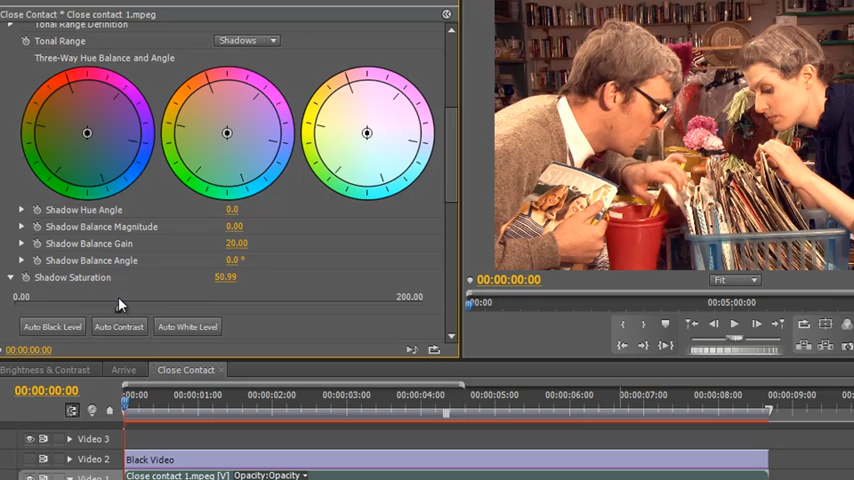 Close Contact * Close contact 1.mpeg
Tonal Range Definition
Tonal Range
Shadows
Three-Way Hue Balance and Angle
Shadow Hue Angle 0.0
Shadow Balance Magnitude 0.00
Shadow Balance Gain 20.00
Shadow Balance Angle 0.0 °
Shadow Saturation 50.99
0.00 200.00
Auto Black Level Auto Contrast Auto White Level
00:00:00:00
00:00:00:00 Fit
00:00 00:05:00:00
Brightness & Contrast Arrive Close Contact
00:00:00:00
00:00 00:00:01:00 00:00:02:00 00:00:03:00 00:00:04:00 00:00:05:00 00:00:06:00 00:00:07:00 00:00:08:00 00:00:09:00
Video 3
Video 2 Black Video
Video 1 Close contact 1.mpeg [V] Opacity:Opacity